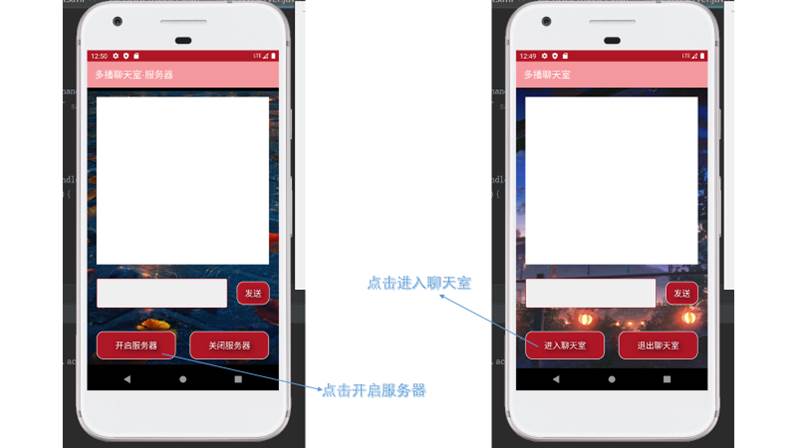 12:50
LTE
多播聊天室-服务器
发送
开启服务器
关闭服务器
点击开启服务器
点击进入聊天室
12:49
LTE
多播聊天室
发送
进入聊天室
退出聊天室